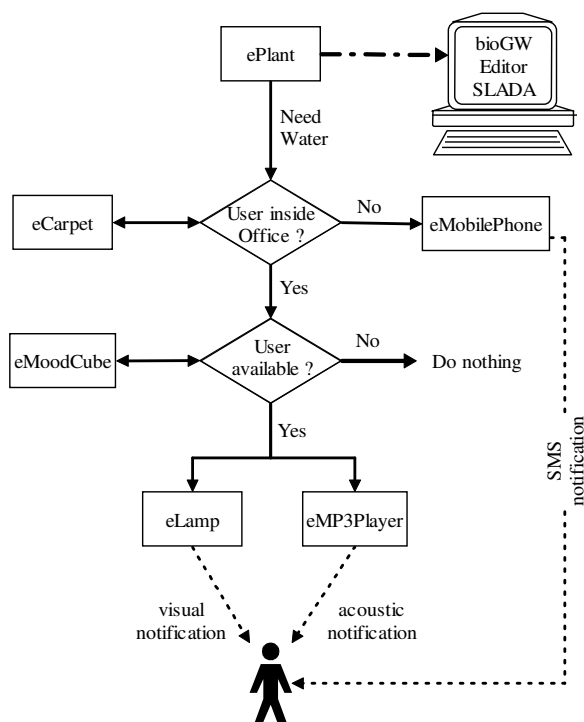 ePlant
bioGW
Editor
SLADA
Need
Water
eCarpet
User inside
Office ?
No
eMobilePhone
Yes
eMoodCube
User
available ?
No
Do nothing
Yes
SMS
notification
eLamp
eMP3Player
visual
notification
acoustic
notification